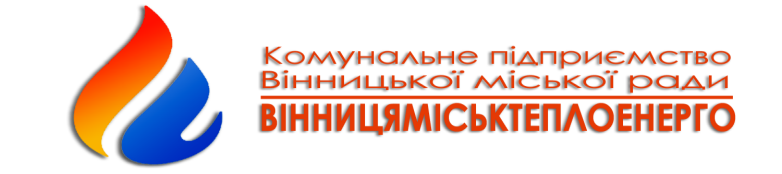 Комунальне підприємство
Вінницької міської ради
ВІННИЦЯМІСЬКТЕПЛОЕНЕРГО